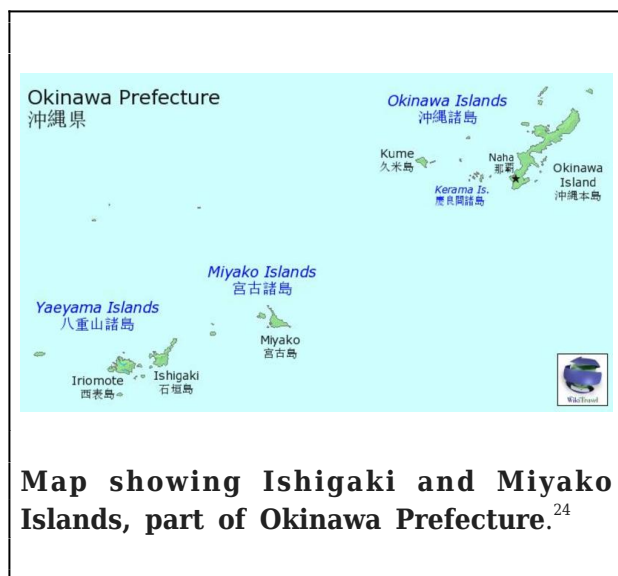 Okinawa Prefecture
沖縄県
Okinawa Islands
沖縄諸島
Kume
久米島
Naha
那覇
Kerama Is.
慶良間諸島
Okinawa
Island
沖縄本島
Miyako Islands
宮古諸島
Miyako
宮古島
Yaeyama Islands
八重山諸島
Iriomote
西表島
Ishigaki
石垣島
WikiTravel
Map showing Ishigaki and Miyako
Islands, part of Okinawa Prefecture.24